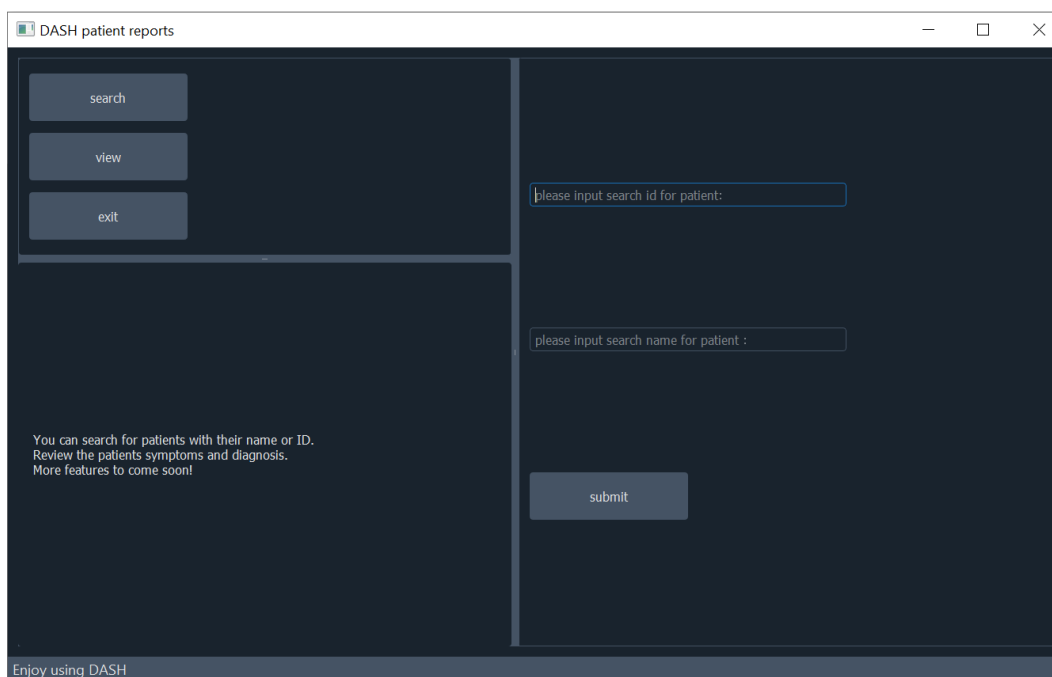 DASH patient reports
search
view
exit
You can search for patients with their name or ID.
Review the patients symptoms and diagnosis.
More features to come soon!
please input search id for patient:
please input search name for patient :
submit
Enjoy using DASH